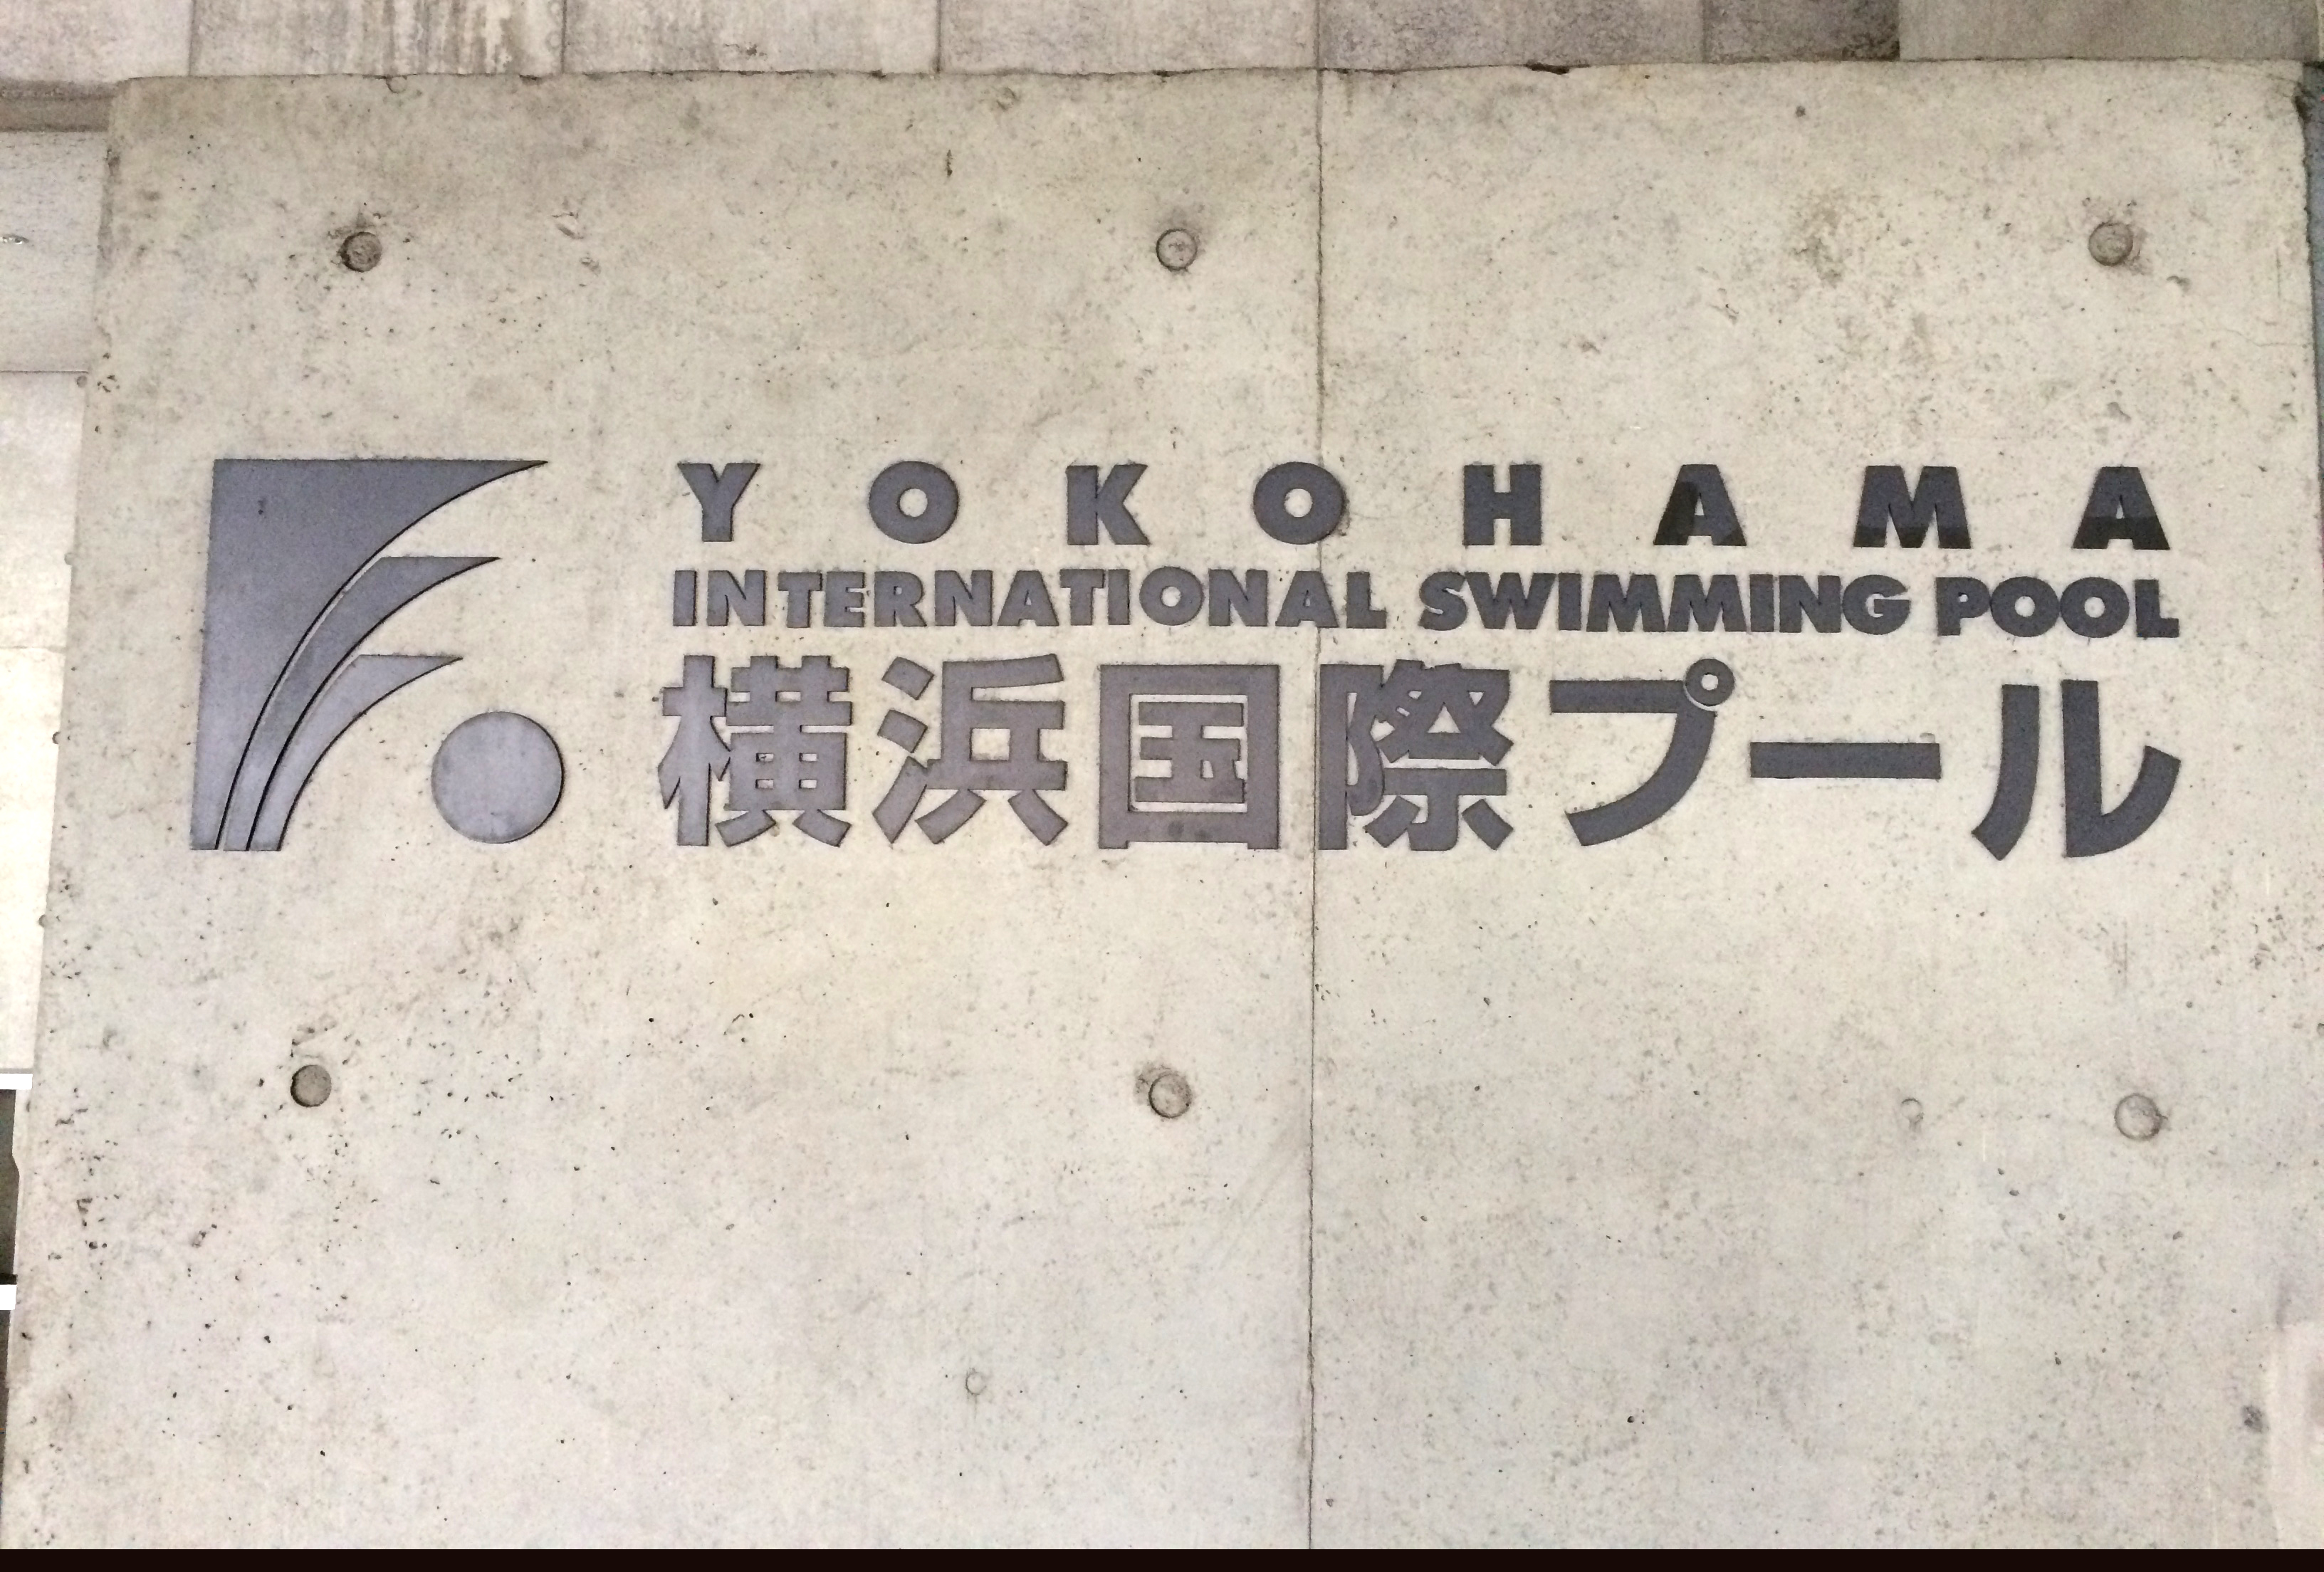 YOKOHAMA
INTERNATIONAL SWIMMING POOL
横浜国際プール